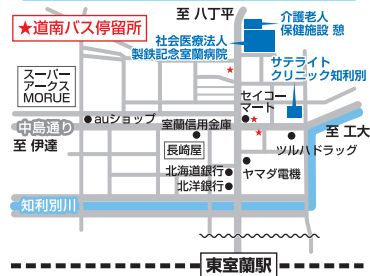 至 八丁平
★道南バス停留所
介護老人
保健施設 憩
社会医療法人
製鉄記念室蘭病院
サテライト
クリニック知利別
スーパー
アークス
MORUE
セイコー
マート
auショップ
室蘭信用金庫
中島通り
至 工大
至 伊達
長崎屋
ツルハドラッグ
北海道銀行
ヤマダ電機
北洋銀行
知利別川
東室蘭駅